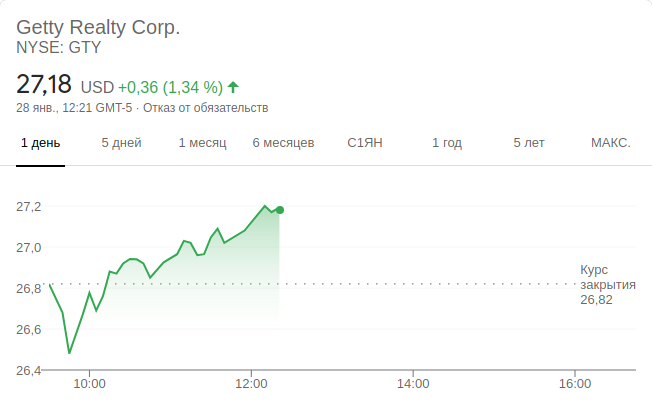 Getty Realty Corp.
NYSE: GTY
27,18 USD +0,36 (1,34 %)
28 янв., 12:21 GMT-5 · Отказ от обязательств
1 день 5 дней 1 месяц 6 месяцев С1ЯН 1 год 5 лет МАКС.
27,2
27,0
26,8
26,6
26,4
Курс
закрытия
26,82
10:00 12:00 14:00 16:00